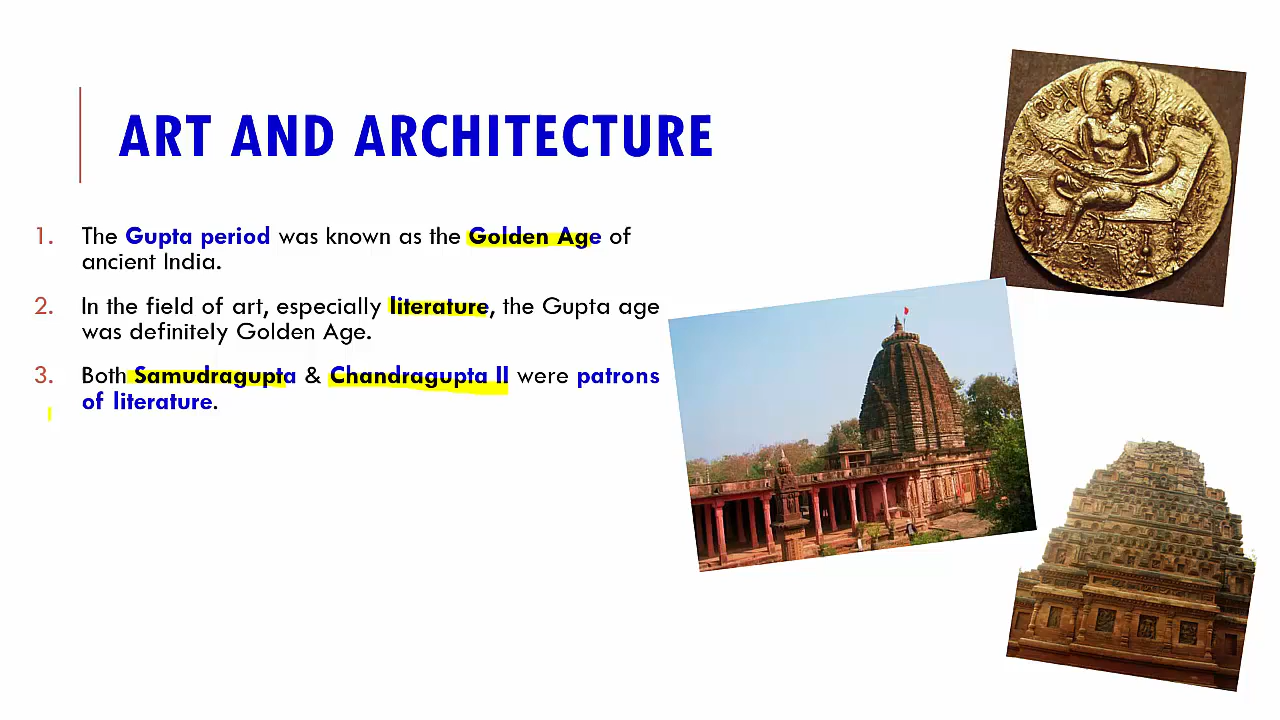 ART AND ARCHITECTURE
1. The Gupta period was known as the Golden Age of
ancient India.
2. In the field of art, especially literature, the Gupta age
was definitely Golden Age.
3. Both Samudragupta & Chandragupta II were patrons
of literature.